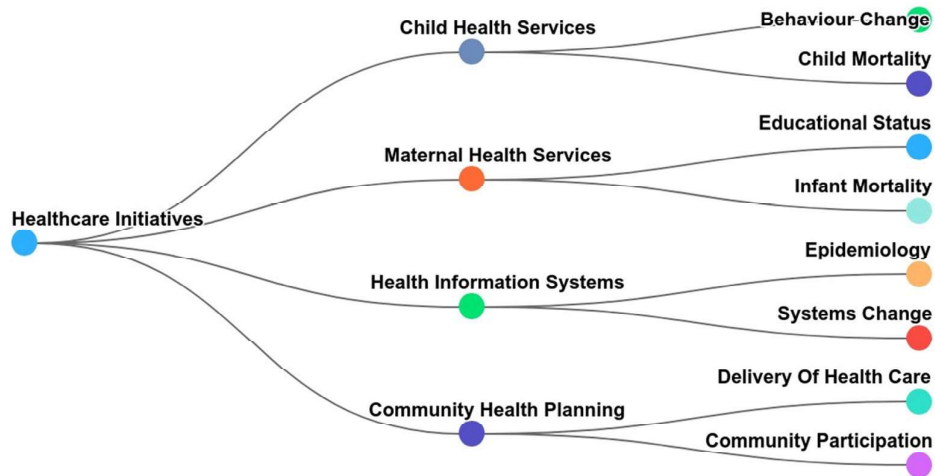 Healthcare Initiatives
Child Health Services
Behaviour Change
Child Mortality
Maternal Health Services
Educational Status
Infant Mortality
Health Information Systems
Epidemiology
Systems Change
Community Health Planning
Delivery Of Health Care
Community Participation